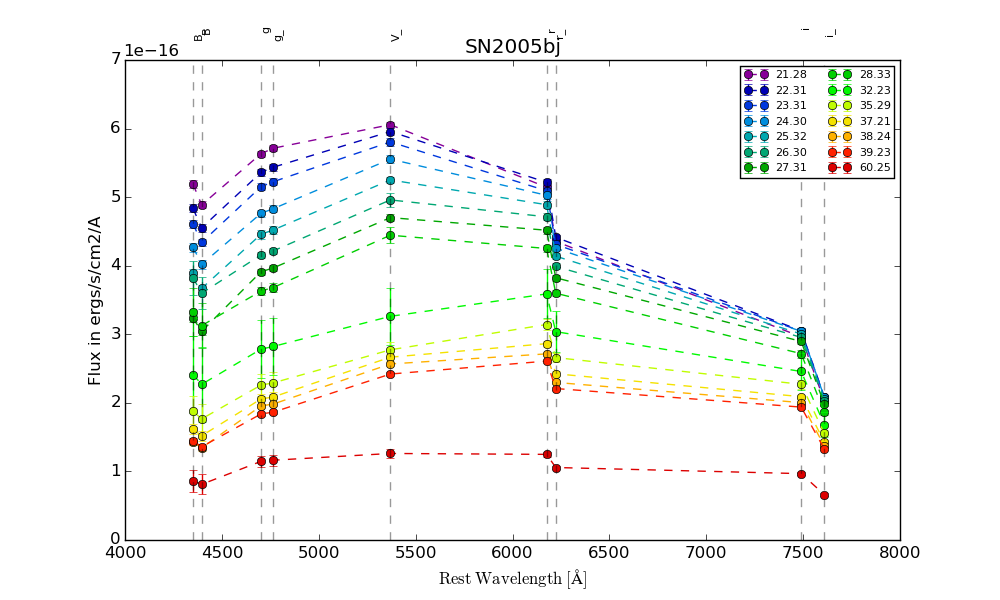 B_ B g g_ V_ r r_ i i_
SN2005bj
1e−16
7
6
5
4
3
2
1
0
Flux in ergs/s/cm2/A
21.28 28.33
22.31 32.23
23.31 35.29
24.30 37.21
25.32 38.24
26.30 39.23
27.31 60.25
4000 4500 5000 5500 6000 6500 7000 7500 8000
Rest Wavelength [Å]